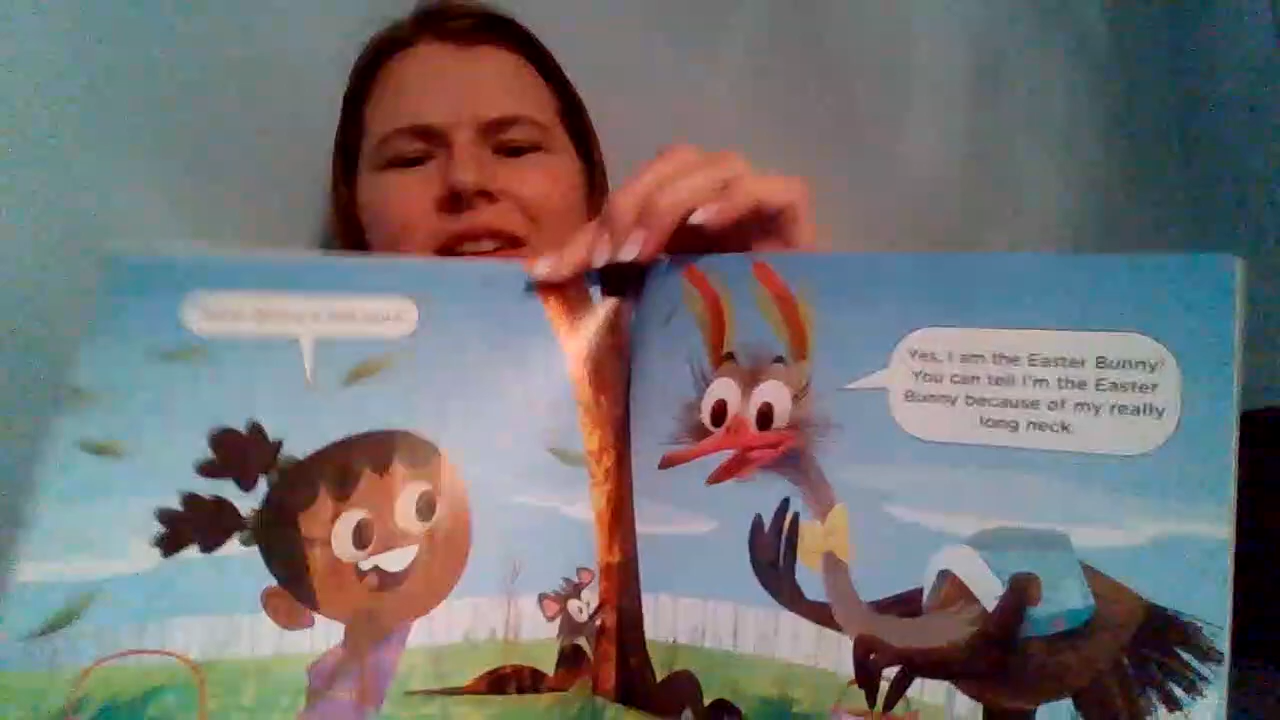 Yes, I am the Easter Bunny!
You can tell I'm the Easter
Bunny because of my really
long neck.